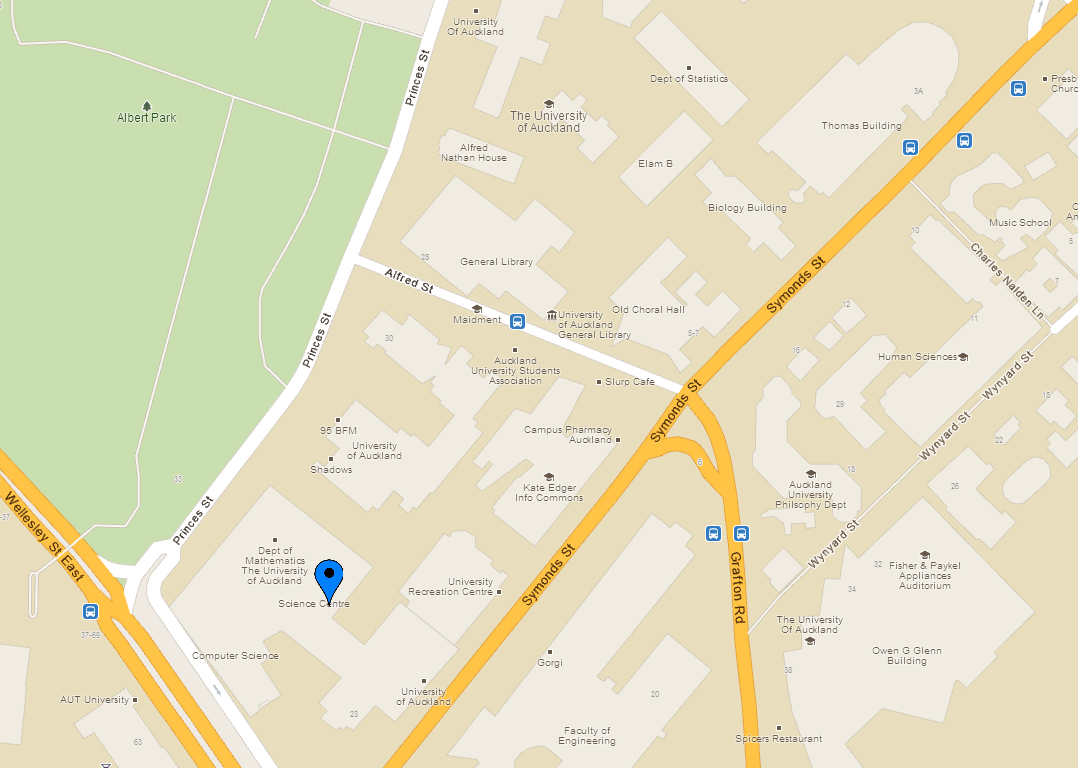 University
Of Auckland
Princes St
Dept of Statistics
Presb
Churc
3A
Albert Park
The University
of Auckland
Thomas Building
Alfred
Nathan House
Elam B
Biology Building
Music School
C
An
10
5
28
General Library
Charles Nalden Ln
7
Alfred St
Symonds St
Old Choral Hall
Maidment
University
of Auckland
General Library
12
11
5-7
Princes St
30
Auckland
University Students
Association
16
Human Sciences
Wynyard St
Slurp Cafe
29
18
95 BFM
Campus Pharmacy
Auckland
Symonds St
Wynyard St
22
University
of Auckland
Shadows
6
18
33
Kate Edger
Info Commons
Auckland
University
Philsophy Dept
26
-37
Wellesley St East
Princes St
Dept of
Mathematics
The University
of Auckland
Symonds St
Grafton Rd
Wynyard St
32
Fisher & Paykel
Appliances
Auditorium
34
University
Recreation Centre
Science Centre
37-69
The University
Of Auckland
Computer Science
Gorgi
Owen G Glenn
Building
38
AUT University
University
of Auckland
20
23
63
Faculty of
Engineering
Spicers Restaurant